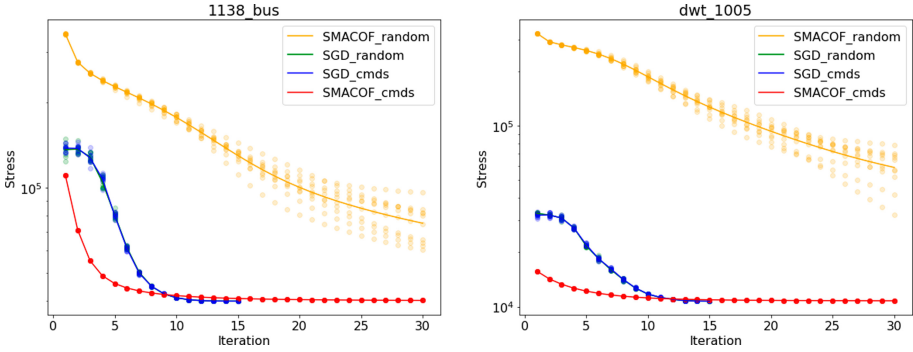 1138_bus
SMACOF_random
SGD_random
SGD_cmds
SMACOF_cmds
Stress
10^5
0 5 10 15 20 25 30
Iteration
dwt_1005
SMACOF_random
SGD_random
SGD_cmds
SMACOF_cmds
Stress
10^5
10^4
0 5 10 15 20 25 30
Iteration